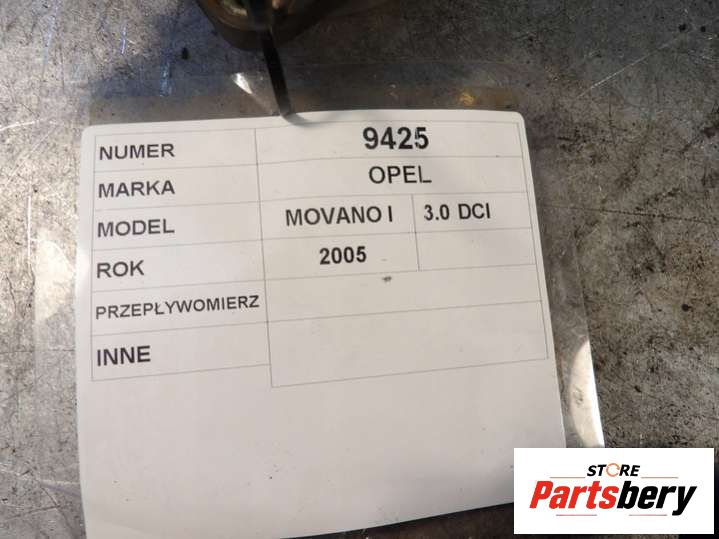 NUMER 9425
MARKA OPEL
MODEL MOVANO I 3.0 DCI
ROK 2005
PRZEPŁYWOMIERZ
INNE
STORE
Partsbery